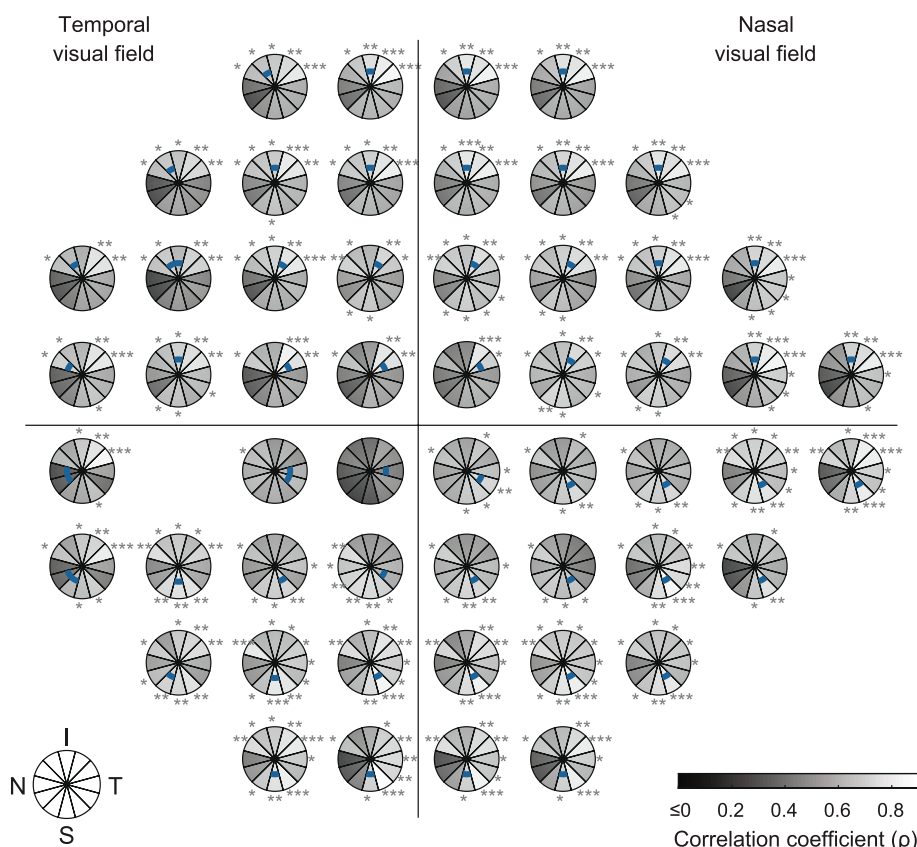 Temporal
visual field
Nasal
visual field
I
N T
S
≤0 0.2 0.4 0.6 0.8
Correlation coefficient (ρ)